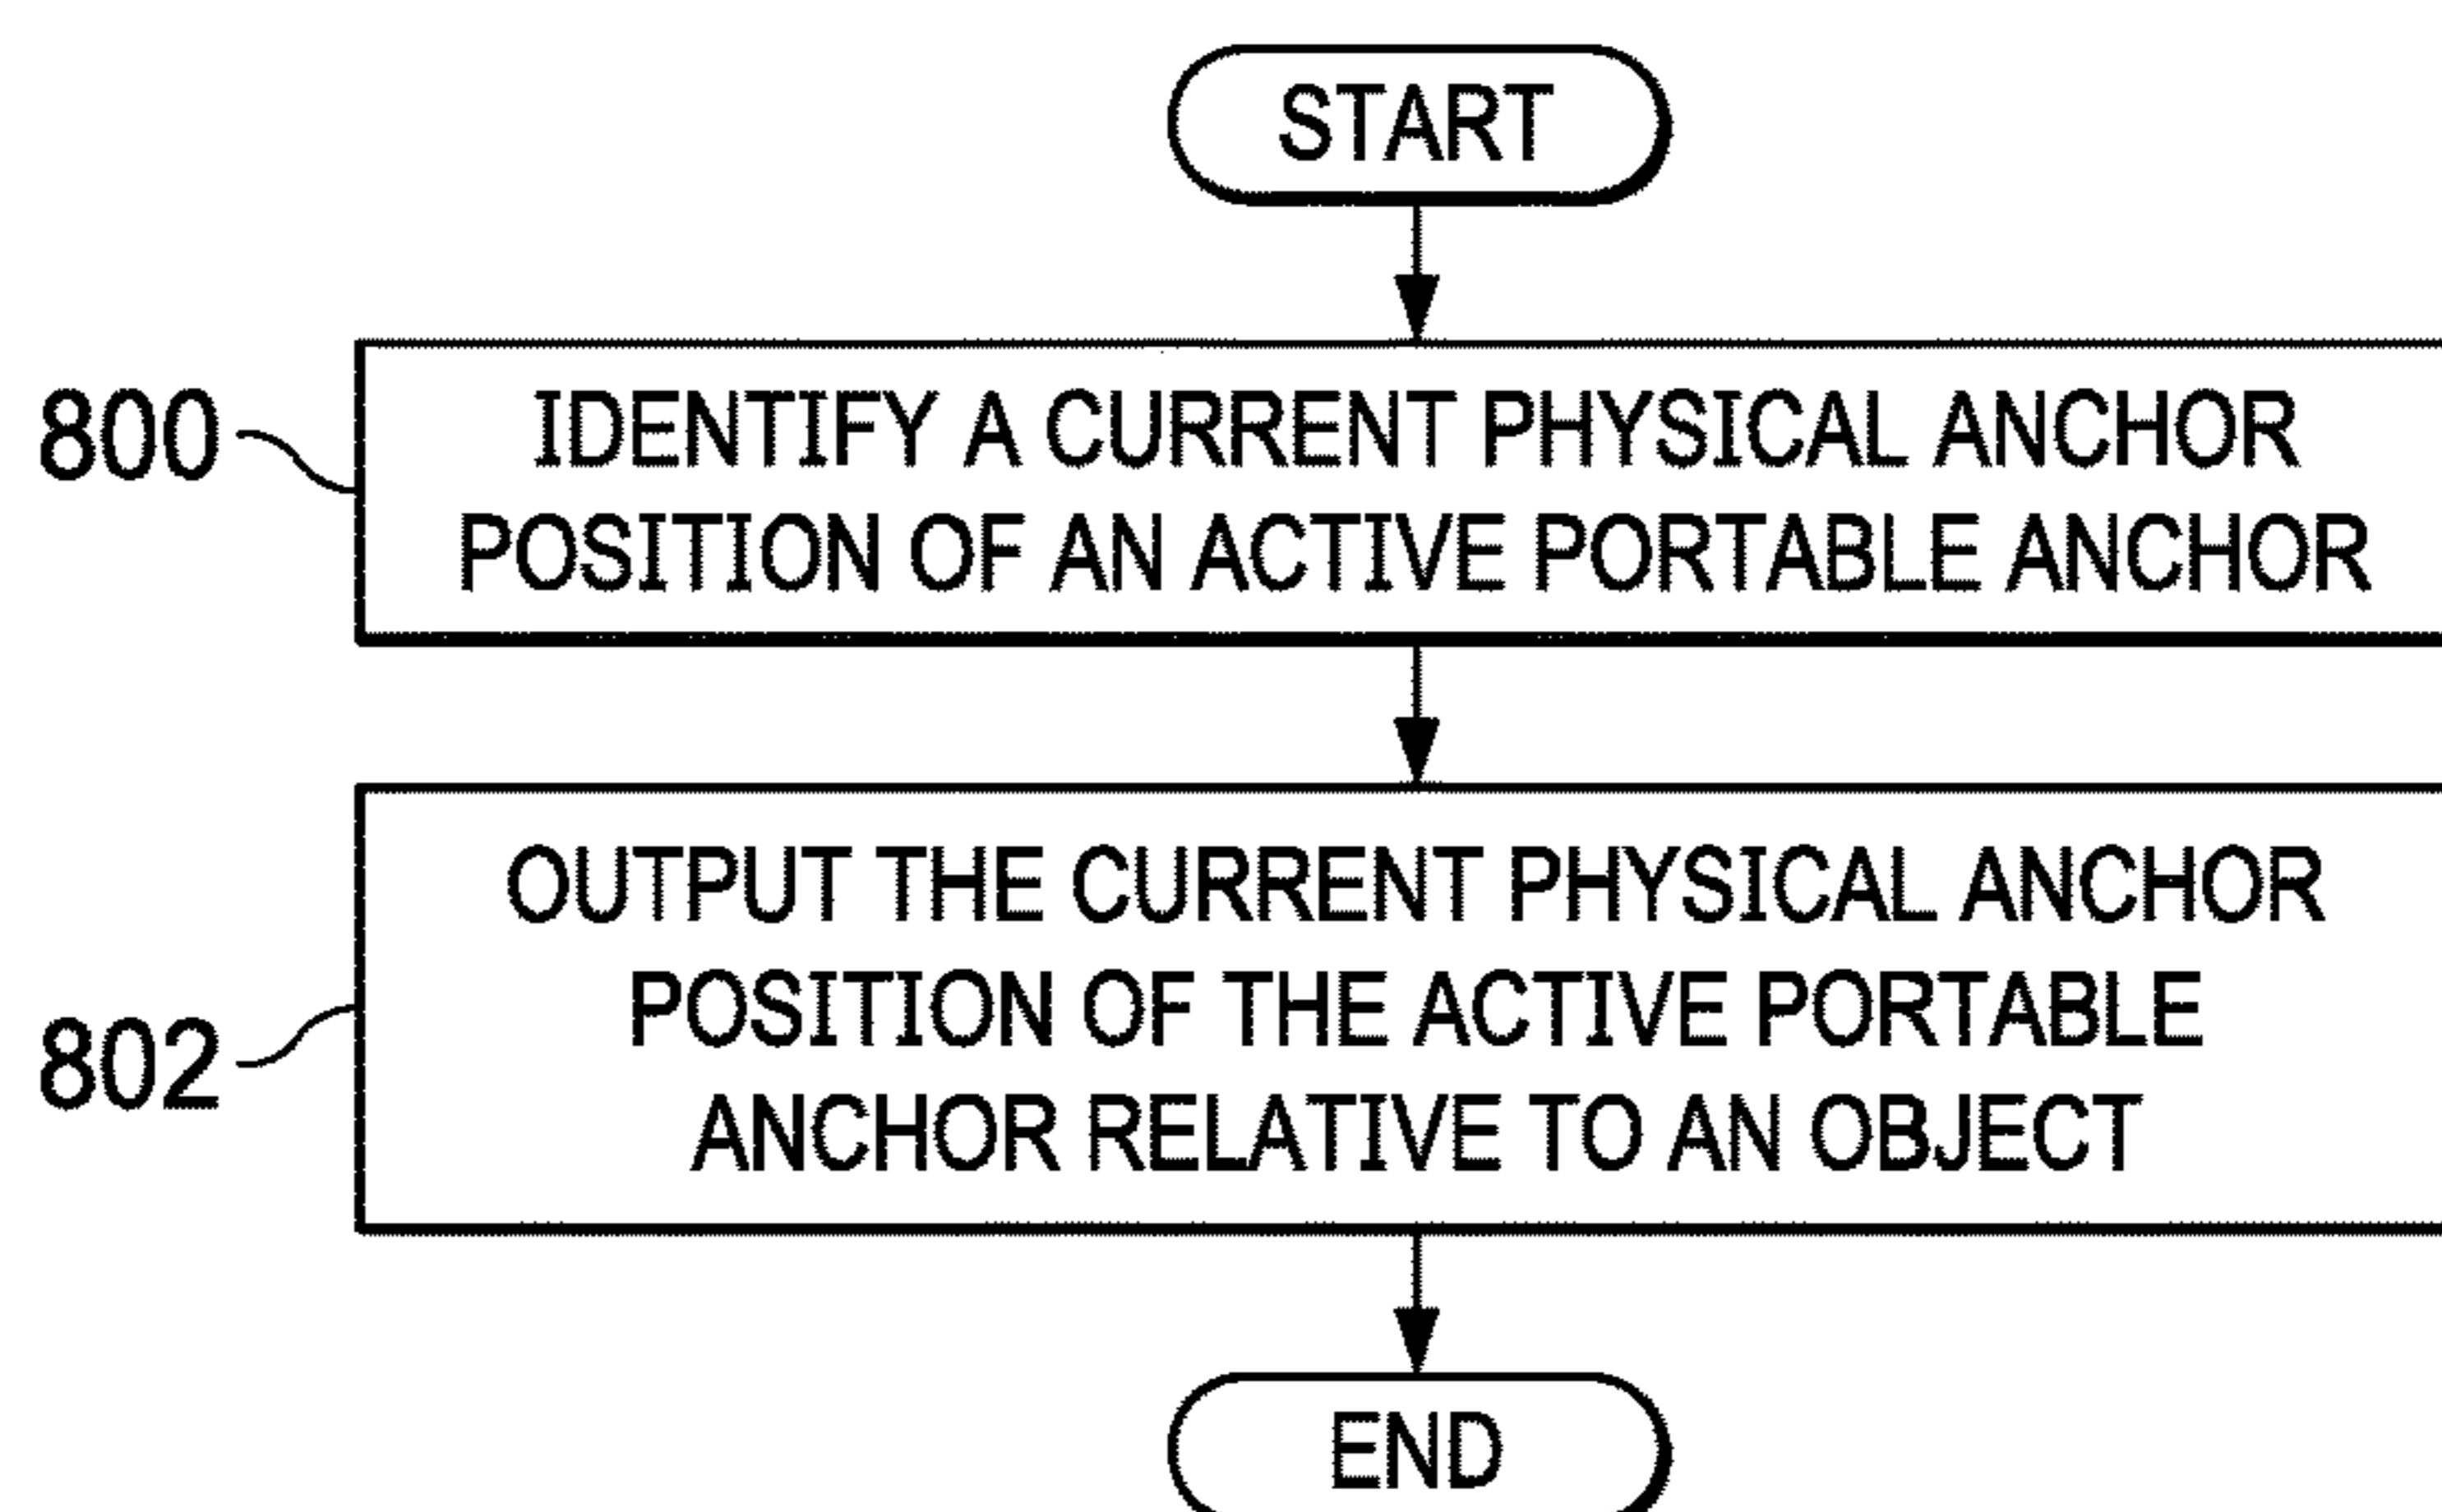 START
800
IDENTIFY A CURRENT PHYSICAL ANCHOR
POSITION OF AN ACTIVE PORTABLE ANCHOR
802
OUTPUT THE CURRENT PHYSICAL ANCHOR
POSITION OF THE ACTIVE PORTABLE
ANCHOR RELATIVE TO AN OBJECT
END